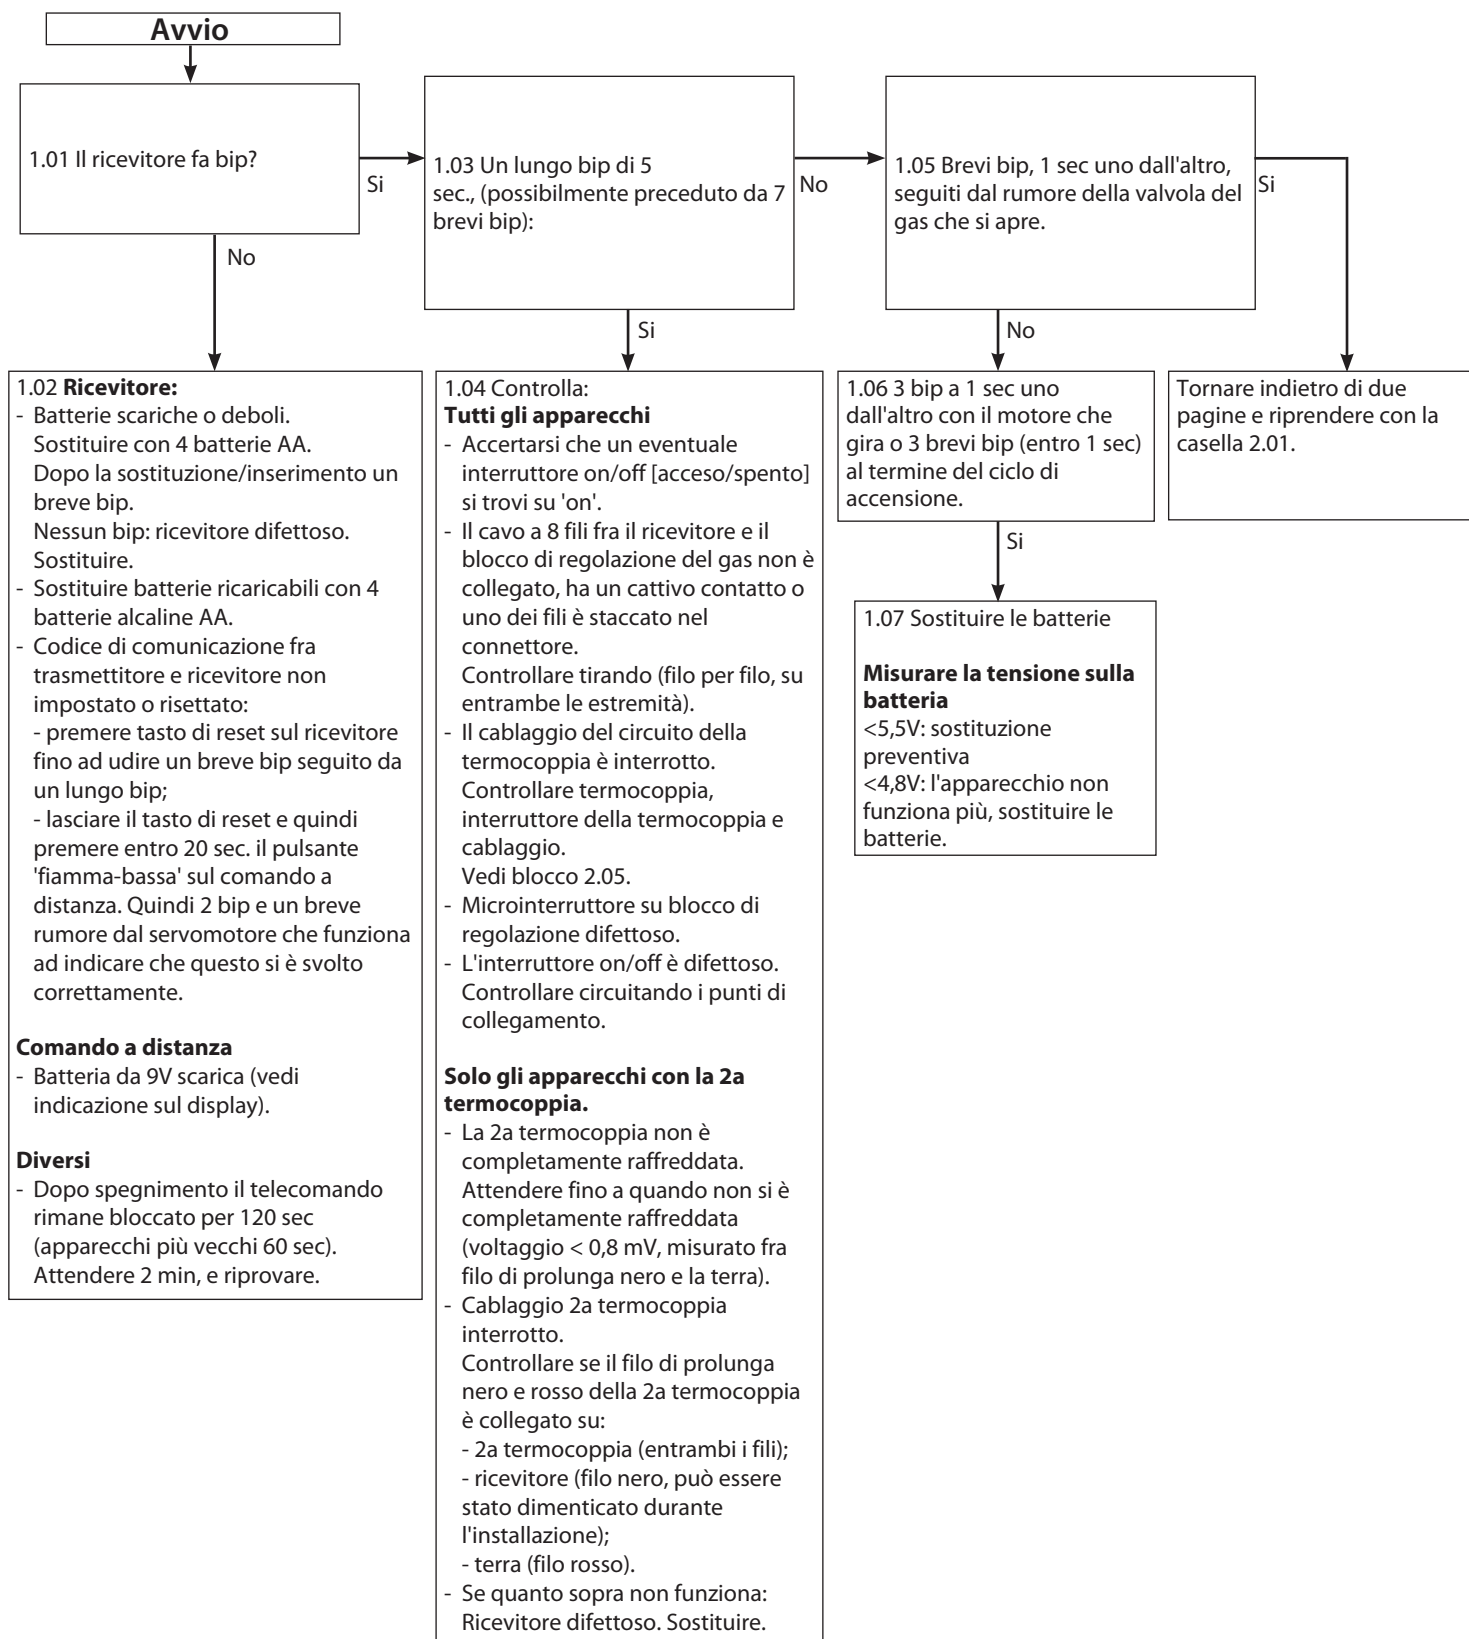 Avvio
1.01 Il ricevitore fa bip?
Si
No
1.03 Un lungo bip di 5
sec., (possibilmente preceduto da 7
brevi bip):
No
Si
1.05 Brevi bip, 1 sec uno dall'altro,
seguiti dal rumore della valvola del
gas che si apre.
Si
No
1.02 Ricevitore:
- Batterie scariche o deboli.
Sostituire con 4 batterie AA.
Dopo la sostituzione/inserimento un
breve bip.
Nessun bip: ricevitore difettoso.
Sostituire.
- Sostituire batterie ricaricabili con 4
batterie alcaline AA.
- Codice di comunicazione fra
trasmettitore e ricevitore non
impostato o risettato:
- premere tasto di reset sul ricevitore
fino ad udire un breve bip seguito da
un lungo bip;
- lasciare il tasto di reset e quindi
premere entro 20 sec. il pulsante
'fiamma-bassa' sul comando a
distanza. Quindi 2 bip e un breve
rumore dal servomotore che funziona
ad indicare che questo si è svolto
correttamente.
Comando a distanza
- Batteria da 9V scarica (vedi
indicazione sul display).
Diversi
- Dopo spegnimento il telecomando
rimane bloccato per 120 sec
(apparecchi più vecchi 60 sec).
Attendere 2 min, e riprovare.
1.04 Controlla:
Tutti gli apparecchi
- Accertarsi che un eventuale
interruttore on/off [acceso/spento]
si trovi su 'on'.
- Il cavo a 8 fili fra il ricevitore e il
blocco di regolazione del gas non è
collegato, ha un cattivo contatto o
uno dei fili è staccato nel
connettore.
Controllare tirando (filo per filo, su
entrambe le estremità).
- Il cablaggio del circuito della
termocoppia è interrotto.
Controllare termocoppia,
interruttore della termocoppia e
cablaggio.
Vedi blocco 2.05.
- Microinterruttore su blocco di
regolazione difettoso.
- L'interruttore on/off è difettoso.
Controllare circuitando i punti di
collegamento.
Solo gli apparecchi con la 2a
termocoppia.
- La 2a termocoppia non è
completamente raffreddata.
Attendere fino a quando non si è
completamente raffreddata
(voltaggio < 0,8 mV, misurato fra
filo di prolunga nero e la terra).
- Cablaggio 2a termocoppia
interrotto.
Controllare se il filo di prolunga
nero e rosso della 2a termocoppia
è collegato su:
- 2a termocoppia (entrambi i fili);
- ricevitore (filo nero, può essere
stato dimenticato durante
l'installazione);
- terra (filo rosso).
- Se quanto sopra non funziona:
Ricevitore difettoso. Sostituire.
1.06 3 bip a 1 sec uno
dall'altro con il motore che
gira o 3 brevi bip (entro 1 sec)
al termine del ciclo di
accensione.
Si
1.07 Sostituire le batterie
Misurare la tensione sulla
batteria
<5,5V: sostituzione
preventiva
<4,8V: l'apparecchio non
funziona più, sostituire le
batterie.
Tornare indietro di due
pagine e riprendere con la
casella 2.01.